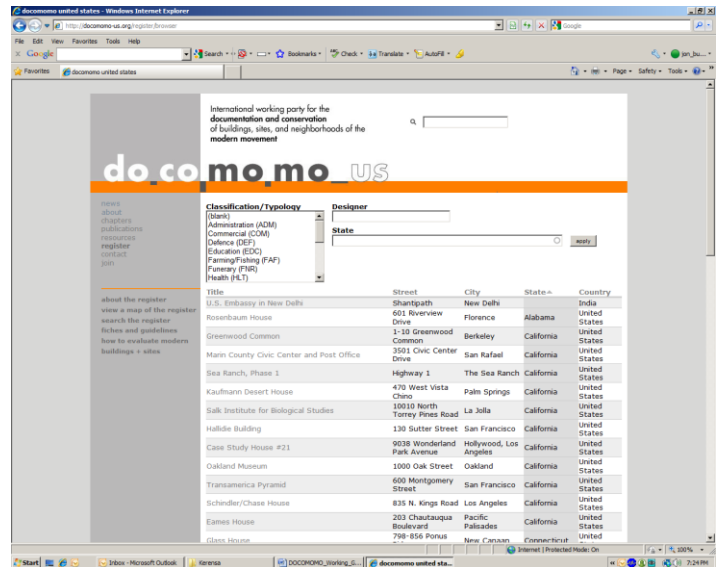 docomomo united states - Windows Internet Explorer
http://docomomo-us.org/register/browser
Google
File Edit View Favorites Tools Help
Google Search Bookmarks Check Translate AutoFill jon_bu...
Favorites docomomo united states Page Safety Tools
International working party for the
documentation and conservation
of buildings, sites, and neighborhoods of the
modern movement
do_co_mo_mo_us
news
about
chapters
publications
resources
register
contact
join
about the register
view a map of the register
search the register
fiches and guidelines
how to evaluate modern
buildings + sites
Classification/Typology Designer
(blank)
Administration (ADM)
Commercial (COM)
Defence (DEF)
Education (EDC)
Farming/Fishing (FAF)
Funerary (FNR)
Health (HLT)
State
apply
Title Street City State Country
U.S. Embassy in New Delhi Shantipath New Delhi India
Rosenbaum House 601 Riverview Drive Florence Alabama United States
Greenwood Common 1-10 Greenwood Common Berkeley California United States
Marin County Civic Center and Post Office 3501 Civic Center Drive San Rafael California United States
Sea Ranch, Phase 1 Highway 1 The Sea Ranch California United States
Kaufmann Desert House 470 West Vista Chino Palm Springs California United States
Salk Institute for Biological Studies 10010 North Torrey Pines Road La Jolla California United States
Hallidie Building 130 Sutter Street San Francisco California United States
Case Study House #21 9038 Wonderland Park Avenue Hollywood, Los Angeles California United States
Oakland Museum 1000 Oak Street Oakland California United States
Transamerica Pyramid 600 Montgomery Street San Francisco California United States
Schindler/Chase House 835 N. Kings Road Los Angeles California United States
Eames House 203 Chautauqua Boulevard Pacific Palisades California United States
Glass House 798-856 Ponus New Canaan Connecticut United
Internet | Protected Mode: On 100%
Start Inbox - Microsoft Outlook Kerensa DOCOMOMO_Working_G... docomomo united sta... 7:24 PM